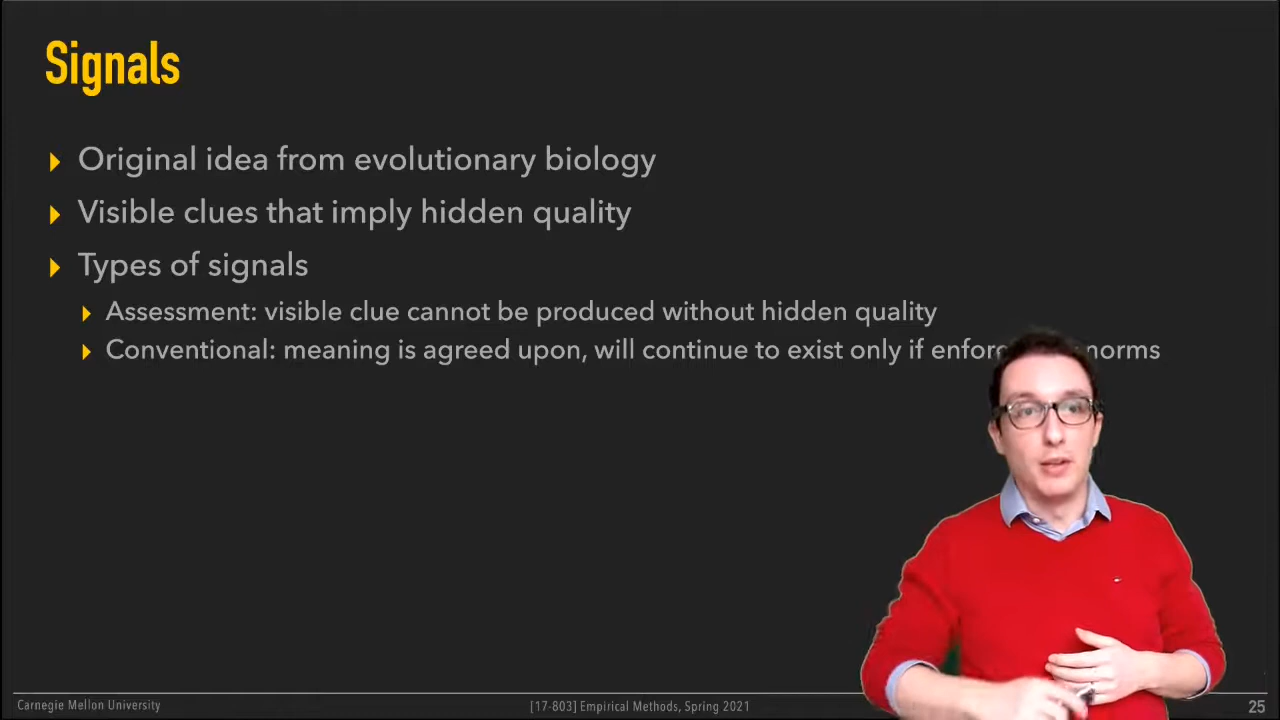 Signals
Original idea from evolutionary biology
Visible clues that imply hidden quality
Types of signals
Assessment: visible clue cannot be produced without hidden quality
Conventional: meaning is agreed upon, will continue to exist only if norms
Carnegie Mellon University
[17-803] Empirical Methods, Spring 2021
25